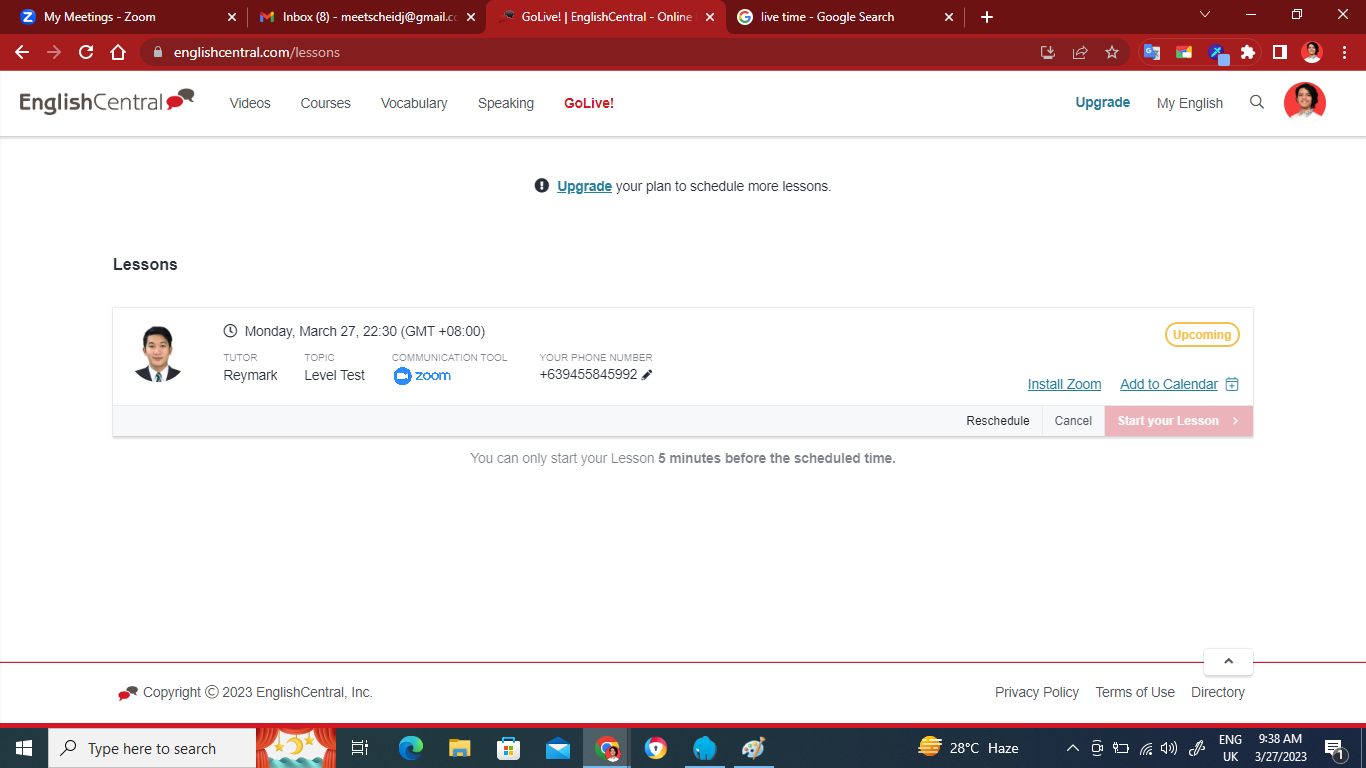 My Meetings - Zoom
Inbox (8) - meetscheidj@gmail.cc
GoLive! | EnglishCentral - Online
live time - Google Search
englishcentral.com/lessons
EnglishCentral Videos Courses Vocabulary Speaking GoLive! Upgrade My English
Upgrade your plan to schedule more lessons.
Lessons
Monday, March 27, 22:30 (GMT +08:00)
Upcoming
TUTOR TOPIC COMMUNICATION TOOL YOUR PHONE NUMBER
Reymark Level Test zoom +639455845992
Install Zoom Add to Calendar
Reschedule Cancel Start your Lesson
You can only start your Lesson 5 minutes before the scheduled time.
Copyright © 2023 EnglishCentral, Inc. Privacy Policy Terms of Use Directory
Type here to search
28°C Haze
ENG
UK
9:38 AM
3/27/2023
1